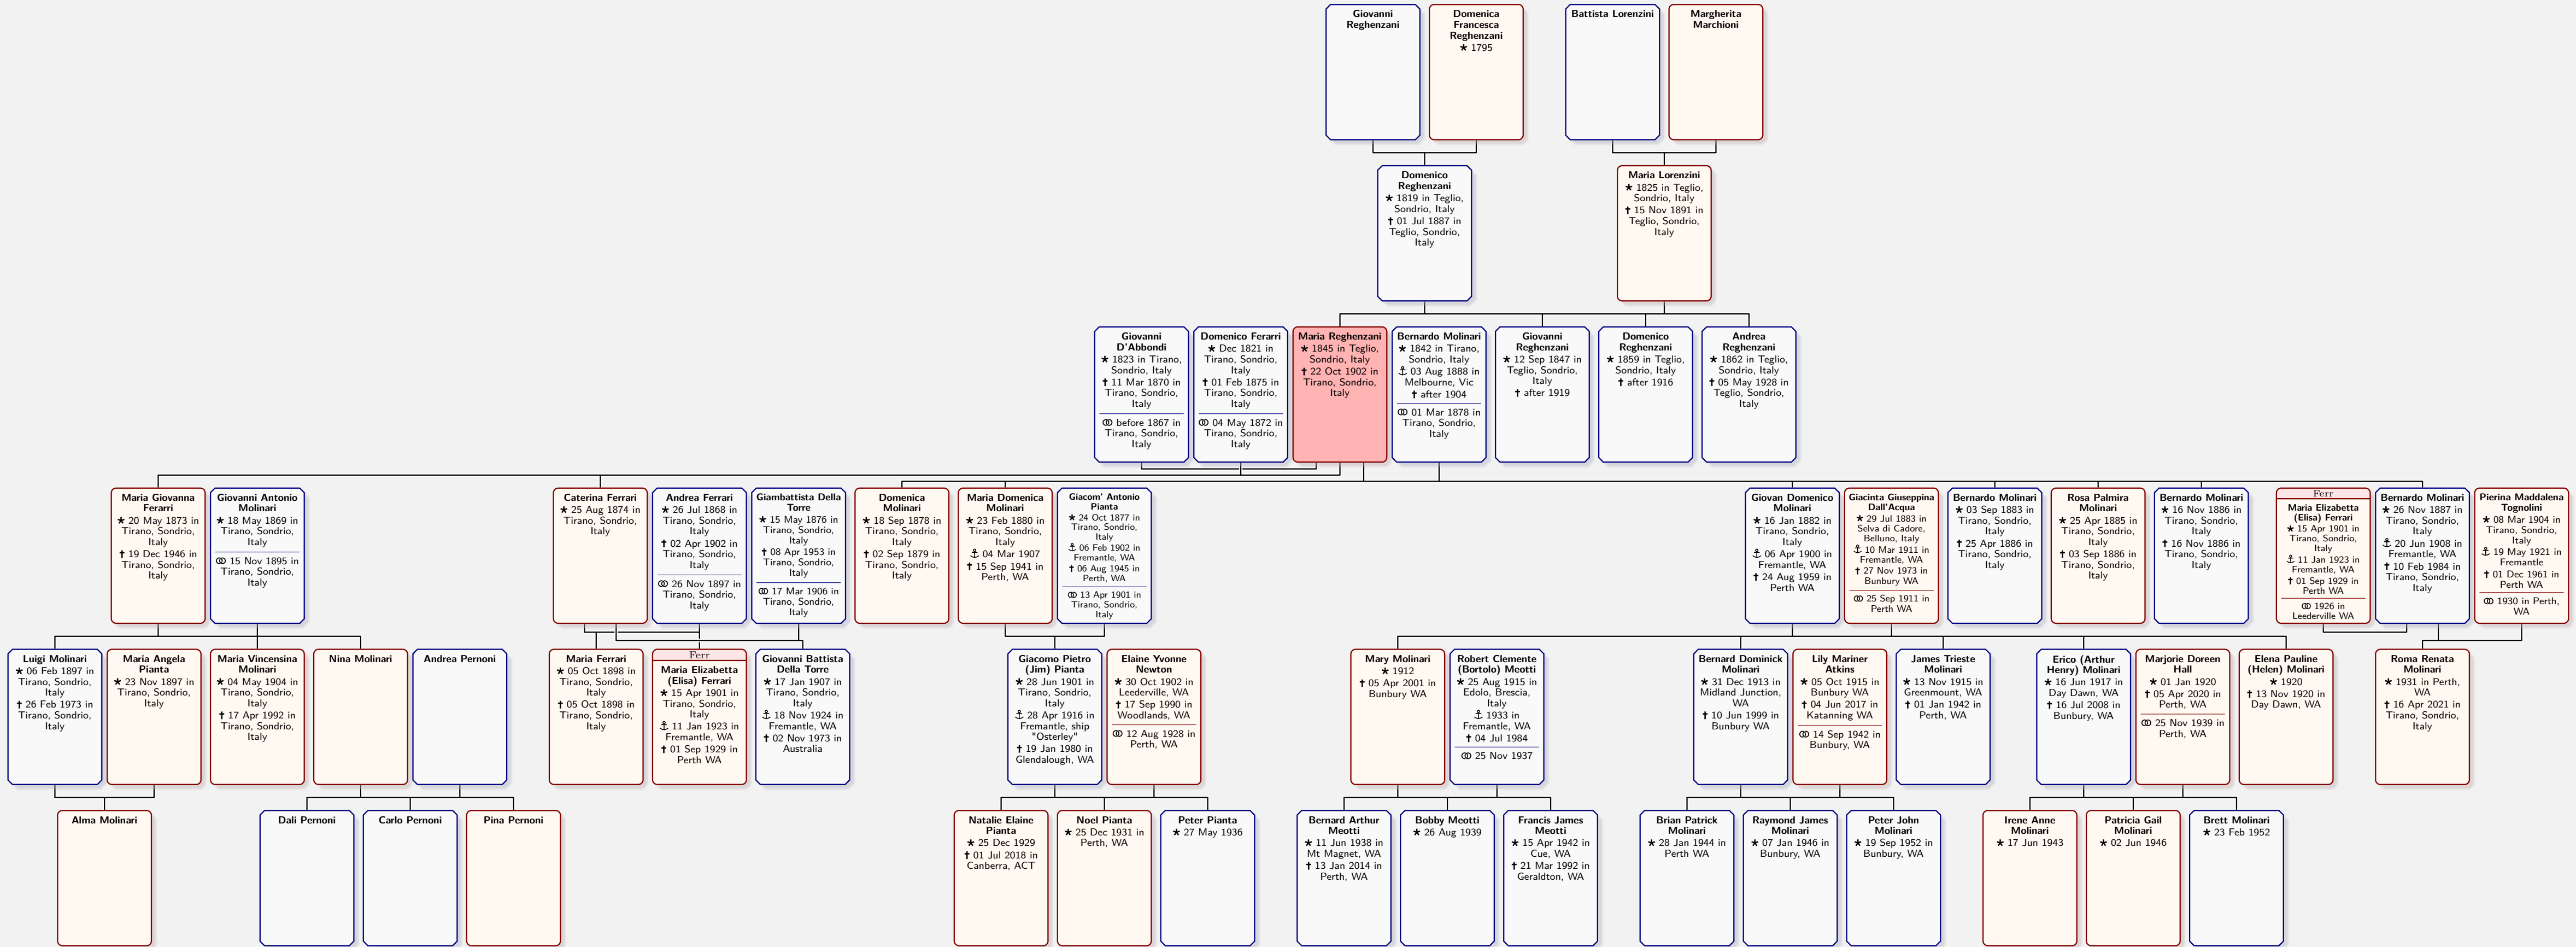 Giovanni
Reghenzani
Domenica
Francesca
Reghenzani
★ 1795
Battista Lorenzini
Margherita
Marchioni
Domenico
Reghenzani
★ 1819 in Teglio,
Sondrio, Italy
✝ 01 Jul 1887 in
Teglio, Sondrio,
Italy
Maria Lorenzini
★ 1825 in Teglio,
Sondrio, Italy
✝ 15 Nov 1891 in
Teglio, Sondrio,
Italy
Giovanni
D'Abbondi
★ 1823 in Tirano,
Sondrio, Italy
✝ 11 Mar 1870 in
Tirano, Sondrio,
Italy
⚭ before 1867 in
Tirano, Sondrio,
Italy
Domenico Ferarri
★ Dec 1821 in
Tirano, Sondrio,
Italy
✝ 01 Feb 1875 in
Tirano, Sondrio,
Italy
⚭ 04 May 1872 in
Tirano, Sondrio,
Italy
Maria Reghenzani
★ 1845 in Teglio,
Sondrio, Italy
✝ 22 Oct 1902 in
Tirano, Sondrio,
Italy
Bernardo Molinari
★ 1842 in Tirano,
Sondrio, Italy
⚓ 03 Aug 1888 in
Melbourne, Vic
✝ after 1904
⚭ 01 Mar 1878 in
Tirano, Sondrio,
Italy
Giovanni
Reghenzani
★ 12 Sep 1847 in
Teglio, Sondrio,
Italy
✝ after 1919
Domenico
Reghenzani
★ 1859 in Teglio,
Sondrio, Italy
✝ after 1916
Andrea
Reghenzani
★ 1862 in Teglio,
Sondrio, Italy
✝ 05 May 1928 in
Teglio, Sondrio,
Italy
Maria Giovanna
Ferarri
★ 20 May 1873 in
Tirano, Sondrio,
Italy
✝ 19 Dec 1946 in
Tirano, Sondrio,
Italy
Giovanni Antonio
Molinari
★ 18 May 1869 in
Tirano, Sondrio,
Italy
⚭ 15 Nov 1895 in
Tirano, Sondrio,
Italy
Caterina Ferrari
★ 25 Aug 1874 in
Tirano, Sondrio,
Italy
Andrea Ferrari
★ 26 Jul 1868 in
Tirano, Sondrio,
Italy
✝ 02 Apr 1902 in
Tirano, Sondrio,
Italy
⚭ 26 Nov 1897 in
Tirano, Sondrio,
Italy
Giambattista Della
Torre
★ 15 May 1876 in
Tirano, Sondrio,
Italy
✝ 08 Apr 1953 in
Tirano, Sondrio,
Italy
⚭ 17 Mar 1906 in
Tirano, Sondrio,
Italy
Domenica
Molinari
★ 18 Sep 1878 in
Tirano, Sondrio,
Italy
✝ 02 Sep 1879 in
Tirano, Sondrio,
Italy
Maria Domenica
Molinari
★ 23 Feb 1880 in
Tirano, Sondrio,
Italy
⚓ 04 Mar 1907
✝ 15 Sep 1941 in
Perth, WA
Giacom' Antonio
Pianta
★ 24 Oct 1877 in
Tirano, Sondrio,
Italy
⚓ 06 Feb 1902 in
Fremantle, WA
✝ 06 Aug 1945 in
Perth, WA
⚭ 13 Apr 1901 in
Tirano, Sondrio,
Italy
Giovan Domenico
Molinari
★ 16 Jan 1882 in
Tirano, Sondrio,
Italy
⚓ 06 Apr 1900 in
Fremantle, WA
✝ 24 Aug 1959 in
Perth WA
Giacinta Giuseppina
Dall'Acqua
★ 29 Jul 1883 in
Selva di Cadore,
Belluno, Italy
⚓ 10 Mar 1911 in
Fremantle, WA
✝ 27 Nov 1973 in
Bunbury WA
⚭ 25 Sep 1911 in
Perth WA
Bernardo Molinari
★ 03 Sep 1883 in
Tirano, Sondrio,
Italy
✝ 25 Apr 1886 in
Tirano, Sondrio,
Italy
Rosa Palmira
Molinari
★ 25 Apr 1885 in
Tirano, Sondrio,
Italy
✝ 03 Sep 1886 in
Tirano, Sondrio,
Italy
Bernardo Molinari
★ 16 Nov 1886 in
Tirano, Sondrio,
Italy
✝ 16 Nov 1886 in
Tirano, Sondrio,
Italy
Ferr
Maria Elizabetta
(Elisa) Ferrari
★ 15 Apr 1901 in
Tirano, Sondrio,
Italy
⚓ 11 Jan 1923 in
Fremantle, WA
✝ 01 Sep 1929 in
Perth WA
⚭ 1926 in
Leederville WA
Bernardo Molinari
★ 26 Nov 1887 in
Tirano, Sondrio,
Italy
⚓ 20 Jun 1908 in
Fremantle, WA
✝ 10 Feb 1984 in
Tirano, Sondrio,
Italy
Pierina Maddalena
Tognolini
★ 08 Mar 1904 in
Tirano, Sondrio,
Italy
⚓ 19 May 1921 in
Fremantle
✝ 01 Dec 1961 in
Perth WA
⚭ 1930 in Perth,
WA
Luigi Molinari
★ 06 Feb 1897 in
Tirano, Sondrio,
Italy
✝ 26 Feb 1973 in
Tirano, Sondrio,
Italy
Maria Angela
Pianta
★ 23 Nov 1897 in
Tirano, Sondrio,
Italy
Maria Vincensina
Molinari
★ 04 May 1904 in
Tirano, Sondrio,
Italy
✝ 17 Apr 1992 in
Tirano, Sondrio,
Italy
Nina Molinari
Andrea Pernoni
Maria Ferrari
★ 05 Oct 1898 in
Tirano, Sondrio,
Italy
✝ 05 Oct 1898 in
Tirano, Sondrio,
Italy
Ferr
Maria Elizabetta
(Elisa) Ferrari
★ 15 Apr 1901 in
Tirano, Sondrio,
Italy
⚓ 11 Jan 1923 in
Fremantle, WA
✝ 01 Sep 1929 in
Perth WA
Giovanni Battista
Della Torre
★ 17 Jan 1907 in
Tirano, Sondrio,
Italy
⚓ 18 Nov 1924 in
Fremantle, WA
✝ 02 Nov 1973 in
Australia
Giacomo Pietro
(Jim) Pianta
★ 28 Jun 1901 in
Tirano, Sondrio,
Italy
⚓ 28 Apr 1916 in
Fremantle, ship
"Osterley"
✝ 19 Jan 1980 in
Glendalough, WA
Elaine Yvonne
Newton
★ 30 Oct 1902 in
Leederville, WA
✝ 17 Sep 1990 in
Woodlands, WA
⚭ 12 Aug 1928 in
Perth, WA
Mary Molinari
★ 1912
✝ 05 Apr 2001 in
Bunbury WA
Robert Clemente
(Bortolo) Meotti
★ 25 Aug 1915 in
Edolo, Brescia,
Italy
⚓ 1933 in
Fremantle, WA
✝ 04 Jul 1984
⚭ 25 Nov 1937
Bernard Dominick
Molinari
★ 31 Dec 1913 in
Midland Junction,
WA
✝ 10 Jun 1999 in
Bunbury WA
Lily Mariner
Atkins
★ 05 Oct 1915 in
Bunbury WA
✝ 04 Jun 2017 in
Katanning WA
⚭ 14 Sep 1942 in
Bunbury, WA
James Trieste
Molinari
★ 13 Nov 1915 in
Greenmount, WA
✝ 01 Jan 1942 in
Perth, WA
Erico (Arthur
Henry) Molinari
★ 16 Jun 1917 in
Day Dawn, WA
✝ 16 Jul 2008 in
Bunbury, WA
Marjorie Doreen
Hall
★ 01 Jan 1920
✝ 05 Apr 2020 in
Perth, WA
⚭ 25 Nov 1939 in
Perth, WA
Elena Pauline
(Helen) Molinari
★ 1920
✝ 13 Nov 1920 in
Day Dawn, WA
Roma Renata
Molinari
★ 1931 in Perth,
WA
✝ 16 Apr 2021 in
Tirano, Sondrio,
Italy
Alma Molinari
Dali Pernoni
Carlo Pernoni
Pina Pernoni
Natalie Elaine
Pianta
★ 25 Dec 1929
✝ 01 Jul 2018 in
Canberra, ACT
Noel Pianta
★ 25 Dec 1931 in
Perth, WA
Peter Pianta
★ 27 May 1936
Bernard Arthur
Meotti
★ 11 Jun 1938 in
Mt Magnet, WA
✝ 13 Jan 2014 in
Perth, WA
Bobby Meotti
★ 26 Aug 1939
Francis James
Meotti
★ 15 Apr 1942 in
Cue, WA
✝ 21 Mar 1992 in
Geraldton, WA
Brian Patrick
Molinari
★ 28 Jan 1944 in
Perth WA
Raymond James
Molinari
★ 07 Jan 1946 in
Bunbury, WA
Peter John
Molinari
★ 19 Sep 1952 in
Bunbury, WA
Irene Anne
Molinari
★ 17 Jun 1943
Patricia Gail
Molinari
★ 02 Jun 1946
Brett Molinari
★ 23 Feb 1952